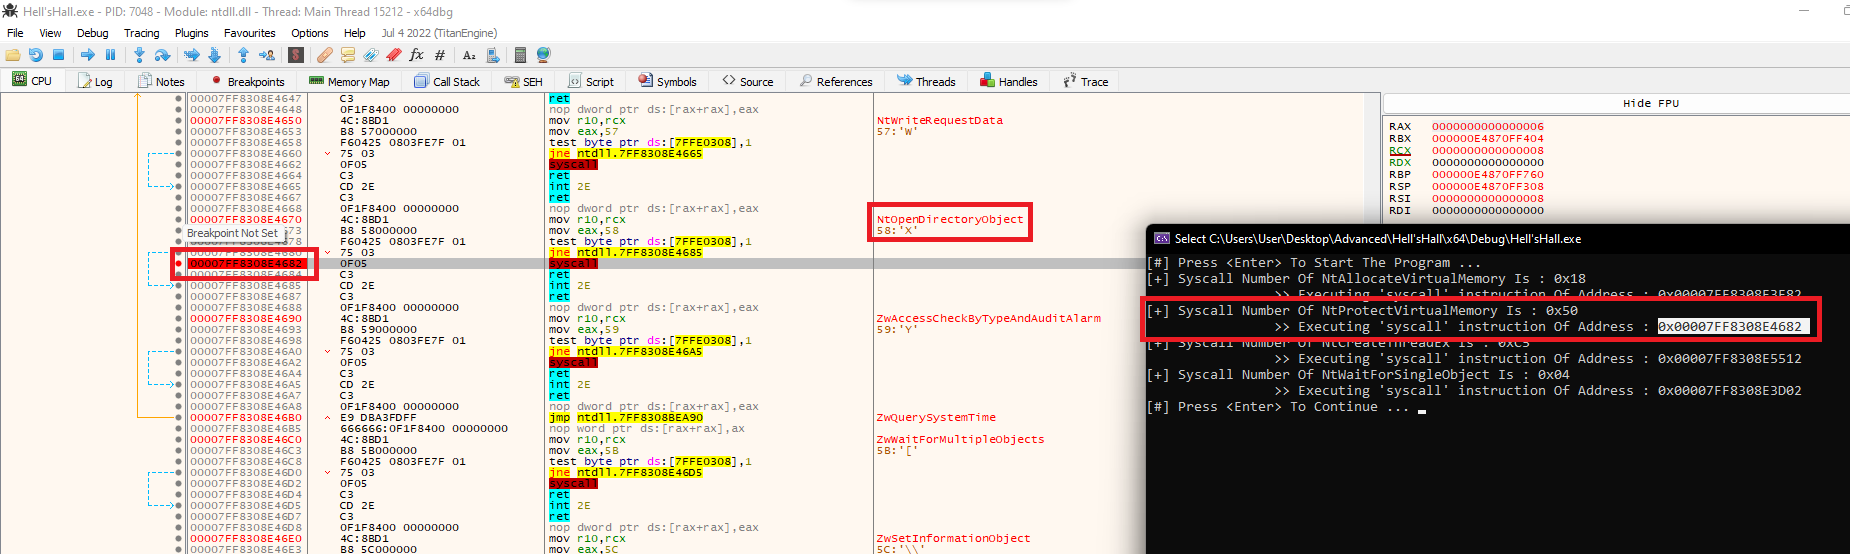 Hell'sHall.exe - PID: 7048 - Module: ntdll.dll - Thread: Main Thread 15212 - x64dbg
File View Debug Tracing Plugins Favourites Options Help Jul 4 2022 (TitanEngine)
CPU Log Notes Breakpoints Memory Map Call Stack SEH Script Symbols Source References Threads Handles Trace
00007FF8308E4647 C3 ret
00007FF8308E4648 0F1F8400 00000000 nop dword ptr ds:[rax+rax],eax
00007FF8308E4650 4C:8BD1 mov r10,rcx NtWriteRequestData
00007FF8308E4653 B8 57000000 mov eax,57 57:'W'
00007FF8308E4658 F60425 0803FE7F 01 test byte ptr ds:[7FFE0308],1
00007FF8308E4660 75 03 jne ntdll.7FF8308E4665
00007FF8308E4662 0F05 syscall
00007FF8308E4664 C3 ret
00007FF8308E4665 CD 2E int 2E
00007FF8308E4667 C3 ret
00007FF8308E4668 0F1F8400 00000000 nop dword ptr ds:[rax+rax],eax
00007FF8308E4670 4C:8BD1 mov r10,rcx NtOpenDirectoryObject
B8 58000000 mov eax,58 58:'X'
Breakpoint Not Set
F60425 0803FE7F 01 test byte ptr ds:[7FFE0308],1
00007FF8308E4680 75 03 jne ntdll.7FF8308E4685
00007FF8308E4682 0F05 syscall
00007FF8308E4684 C3 ret
00007FF8308E4685 CD 2E int 2E
00007FF8308E4687 C3 ret
00007FF8308E4688 0F1F8400 00000000 nop dword ptr ds:[rax+rax],eax
00007FF8308E4690 4C:8BD1 mov r10,rcx ZwAccessCheckByTypeAndAuditAlarm
00007FF8308E4693 B8 59000000 mov eax,59 59:'Y'
00007FF8308E4698 F60425 0803FE7F 01 test byte ptr ds:[7FFE0308],1
00007FF8308E46A0 75 03 jne ntdll.7FF8308E46A5
00007FF8308E46A2 0F05 syscall
00007FF8308E46A4 C3 ret
00007FF8308E46A5 CD 2E int 2E
00007FF8308E46A7 C3 ret
00007FF8308E46A8 0F1F8400 00000000 nop dword ptr ds:[rax+rax],eax
00007FF8308E46B0 E9 DBA3FDFF jmp ntdll.7FF8308BEA90 ZwQuerySystemTime
00007FF8308E46B5 666666:0F1F8400 00000000 nop word ptr ds:[rax+rax],ax
00007FF8308E46C0 4C:8BD1 mov r10,rcx ZwWaitForMultipleObjects
00007FF8308E46C3 B8 5B000000 mov eax,5B 5B:'['
00007FF8308E46C8 F60425 0803FE7F 01 test byte ptr ds:[7FFE0308],1
00007FF8308E46D0 75 03 jne ntdll.7FF8308E46D5
00007FF8308E46D2 0F05 syscall
00007FF8308E46D4 C3 ret
00007FF8308E46D5 CD 2E int 2E
00007FF8308E46D7 C3 ret
00007FF8308E46D8 0F1F8400 00000000 nop dword ptr ds:[rax+rax],eax
00007FF8308E46E0 4C:8BD1 mov r10,rcx ZwSetInformationObject
00007FF8308E46E3 B8 5C000000 mov eax,5C 5C:'\\'
Hide FPU
RAX 0000000000000006
RBX 000000E4870FF404
RCX 0000000000000008
RDX 0000000000000000
RBP 000000E4870FF760
RSP 000000E4870FF308
RSI 0000000000000008
RDI 0000000000000000
Select C:\Users\User\Desktop\Advanced\Hell'sHall\x64\Debug\Hell'sHall.exe
[#] Press <Enter> To Start The Program ...
[+] Syscall Number Of NtAllocateVirtualMemory Is : 0x18
>> Executing 'syscall' instruction Of Address : 0x00007FF8308E3F82
[+] Syscall Number Of NtProtectVirtualMemory Is : 0x50
>> Executing 'syscall' instruction Of Address : 0x00007FF8308E4682
[+] Syscall Number Of NtCreateThreadEx Is : 0xC5
>> Executing 'syscall' instruction Of Address : 0x00007FF8308E5512
[+] Syscall Number Of NtWaitForSingleObject Is : 0x04
>> Executing 'syscall' instruction Of Address : 0x00007FF8308E3D02
[#] Press <Enter> To Continue ...